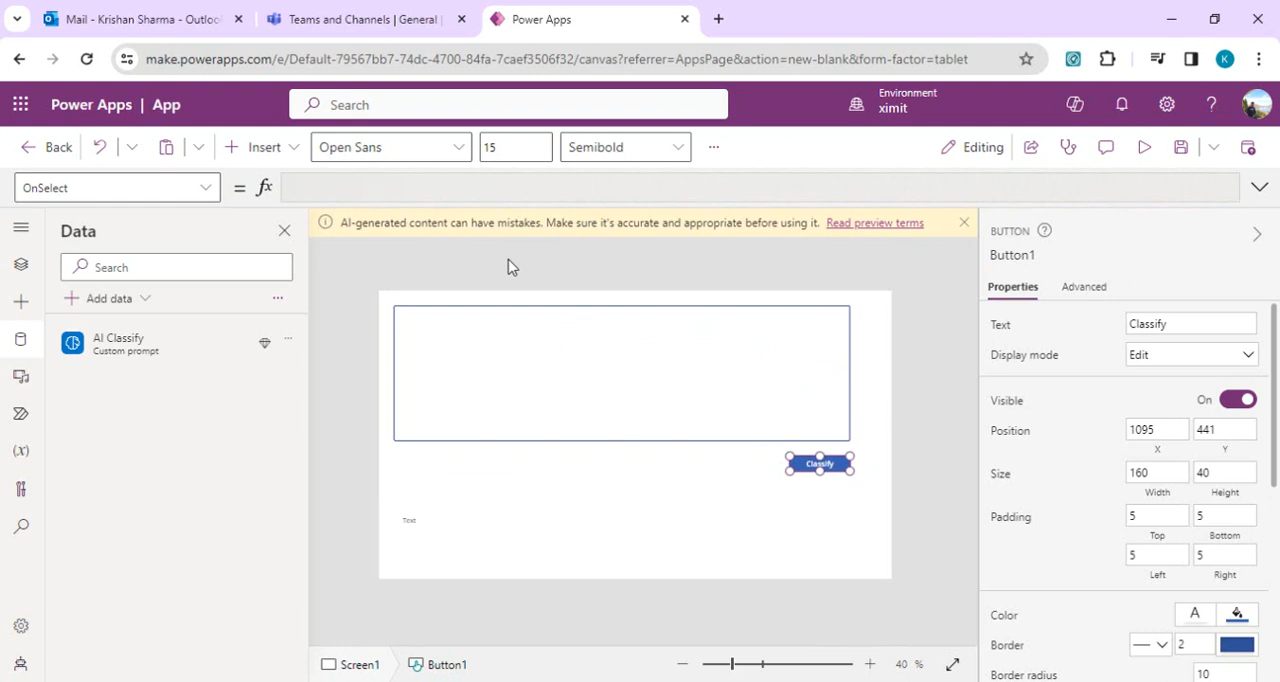 Mail - Krishan Sharma - Outloo
Teams and Channels | General |
Power Apps
make.powerapps.com/e/Default-79567bb7-74dc-4700-84fa-7caef3506f32/canvas?referrer=AppsPage&action=new-blank&form-factor=tablet
K
Power Apps | App
Search
Environment
ximit
Back
Insert
Open Sans
15
Semibold
Editing
OnSelect
= fx
Data
Search
Add data
AI Classify
Custom prompt
AI-generated content can have mistakes. Make sure it's accurate and appropriate before using it. Read preview terms
Classify
Text
Screen1
Button1
40 %
BUTTON
Button1
Properties
Advanced
Text
Classify
Display mode
Edit
Visible
On
Position
1095
441
X
Y
Size
160
40
Width
Height
Padding
5
5
Top
Bottom
5
5
Left
Right
Color
A
Border
2
Border radius
10